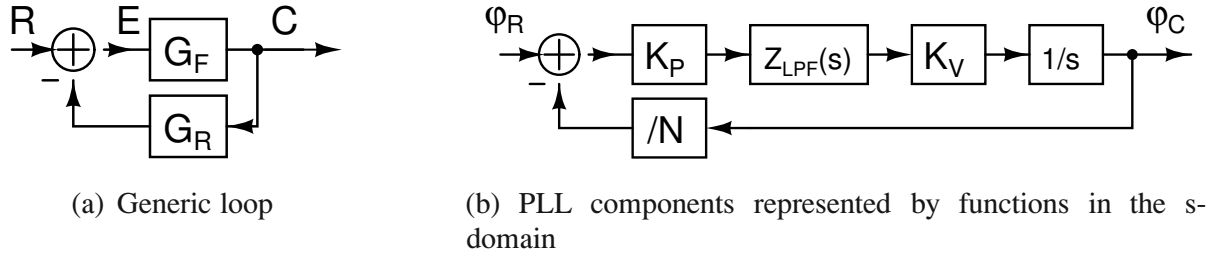 R E C
+
G_F
−
G_R
(a) Generic loop
φ_R φ_C
+
K_P Z_LPF(s) K_V 1/s
−
/N
(b) PLL components represented by functions in the s-
domain